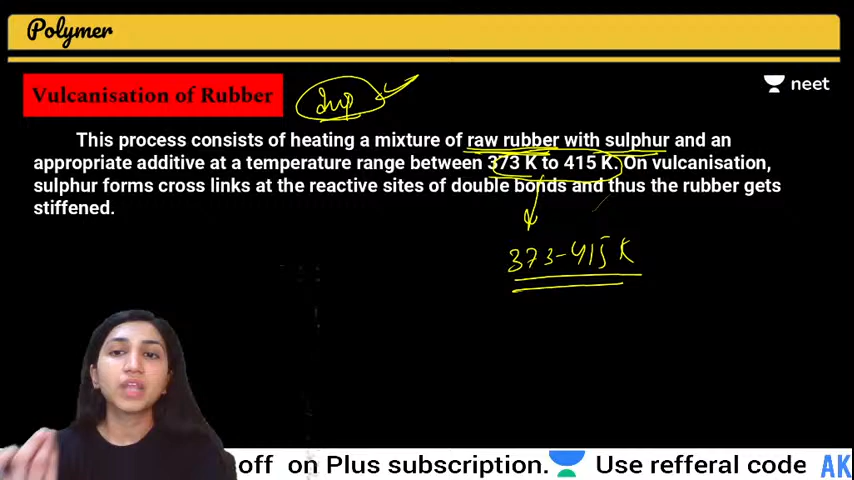 Polymer
Vulcanisation of Rubber
Imp
neet
This process consists of heating a mixture of raw rubber with sulphur and an
appropriate additive at a temperature range between 373 K to 415 K. On vulcanisation,
sulphur forms cross links at the reactive sites of double bonds and thus the rubber gets
stiffened.
373-415 K
off on Plus subscription. Use refferal code AK